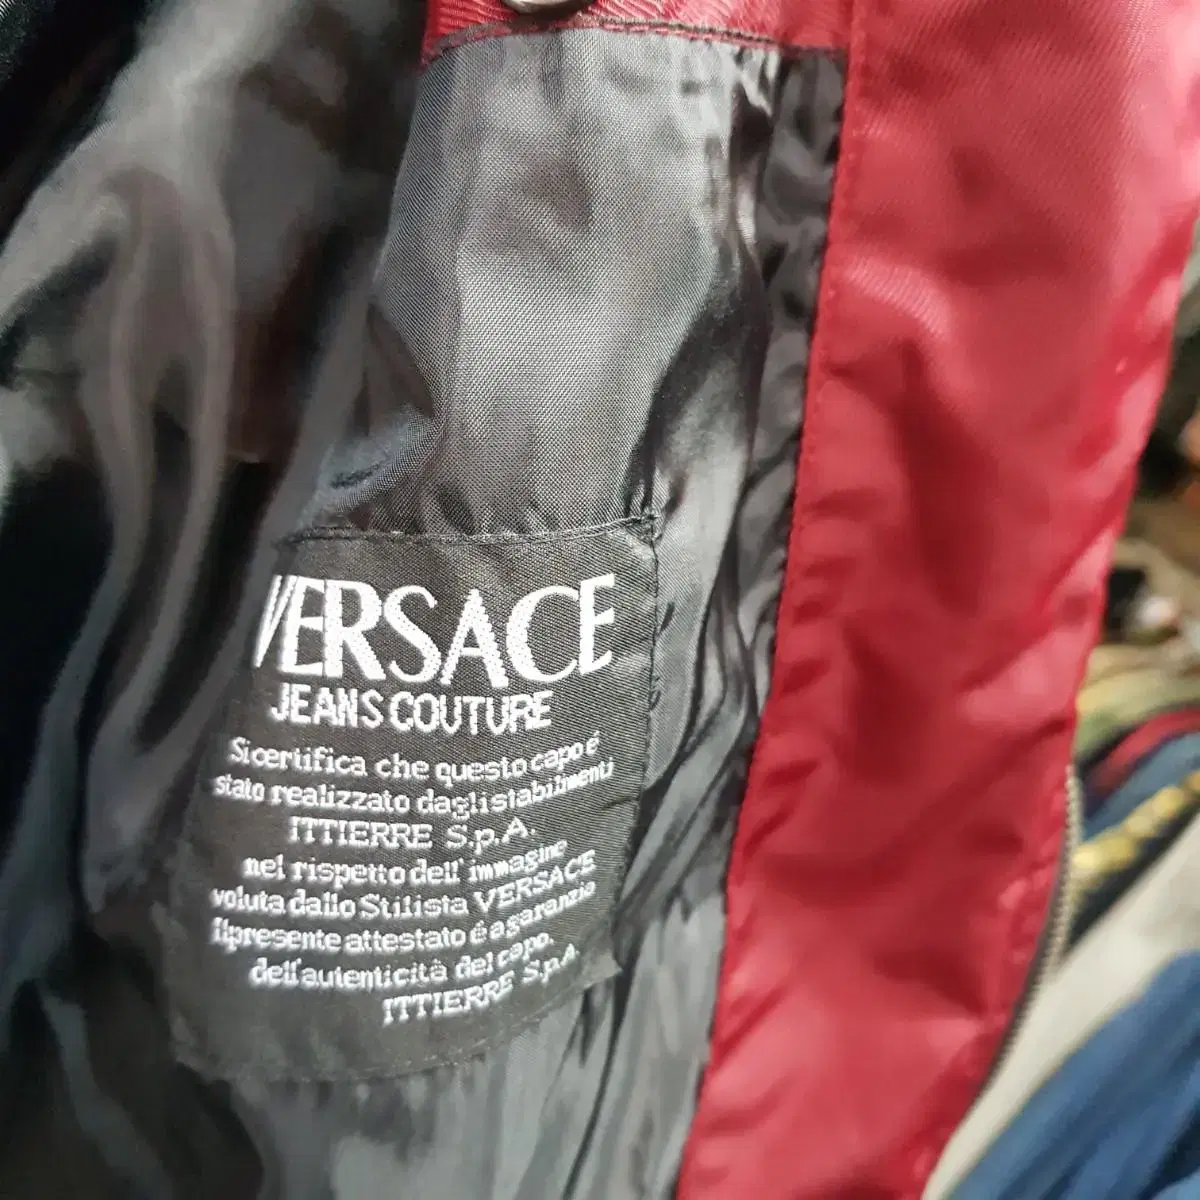 VERSACE
JEANS COUTURE
Si certifica che questo capo é
stato realizzato dagli stabilimenti
ITTIERRE S.p.A.
nel rispetto dell' immagine
voluta dallo Stilista VERSACE
Il presente attestato é a garanzia
dell'autenticità del capo.
ITTIERRE S.p.A.